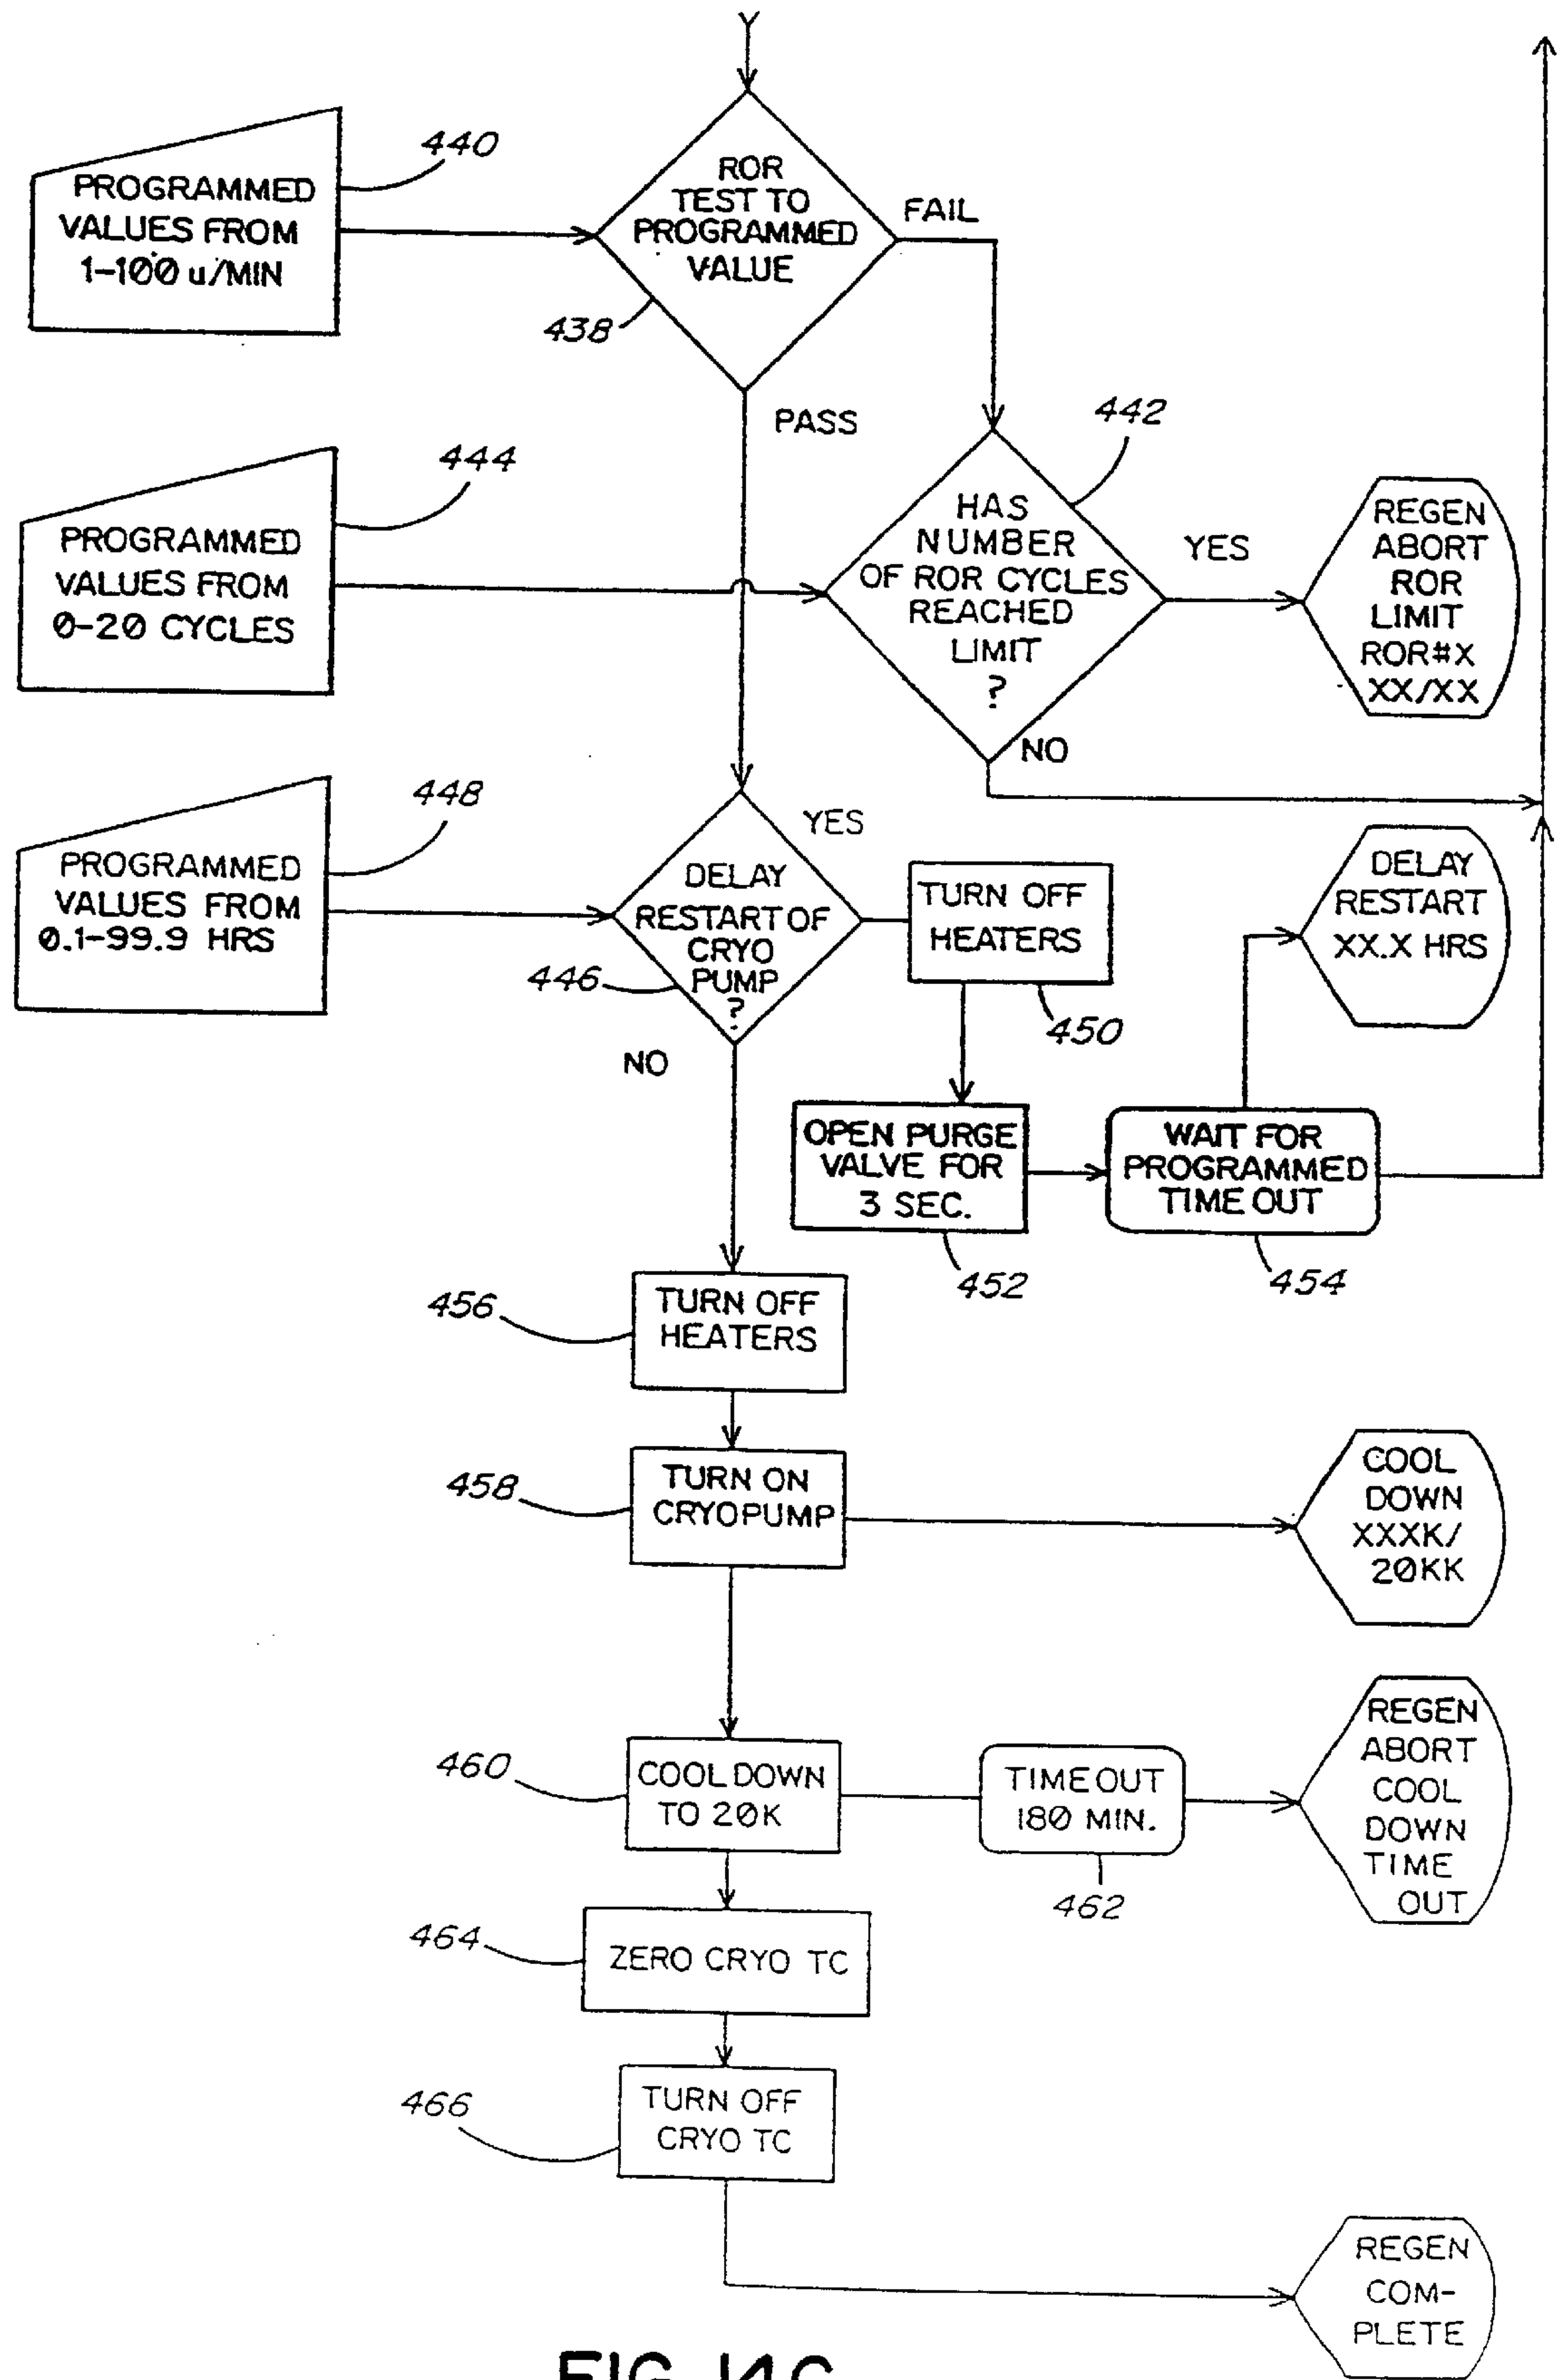 Y
440
PROGRAMMED
VALUES FROM
1-100 u/MIN
ROR
TEST TO
PROGRAMMED
VALUE
FAIL
438
PASS
444
PROGRAMMED
VALUES FROM
0-20 CYCLES
442
HAS
NUMBER
OF ROR CYCLES
REACHED
LIMIT
?
YES
NO
REGEN
ABORT
ROR
LIMIT
ROR#X
XX/XX
448
PROGRAMMED
VALUES FROM
0.1-99.9 HRS
YES
DELAY
RESTART OF
CRYO
PUMP
?
446
NO
TURN OFF
HEATERS
450
DELAY
RESTART
XX.X HRS
OPEN PURGE
VALVE FOR
3 SEC.
452
WAIT FOR
PROGRAMMED
TIME OUT
454
456
TURN OFF
HEATERS
458
TURN ON
CRYOPUMP
COOL
DOWN
XXXK/
20KK
460
COOL DOWN
TO 20K
TIMEOUT
180 MIN.
462
REGEN
ABORT
COOL
DOWN
TIME
OUT
464
ZERO CRYO TC
466
TURN OFF
CRYO TC
REGEN
COM-
PLETE
FIG. 14C